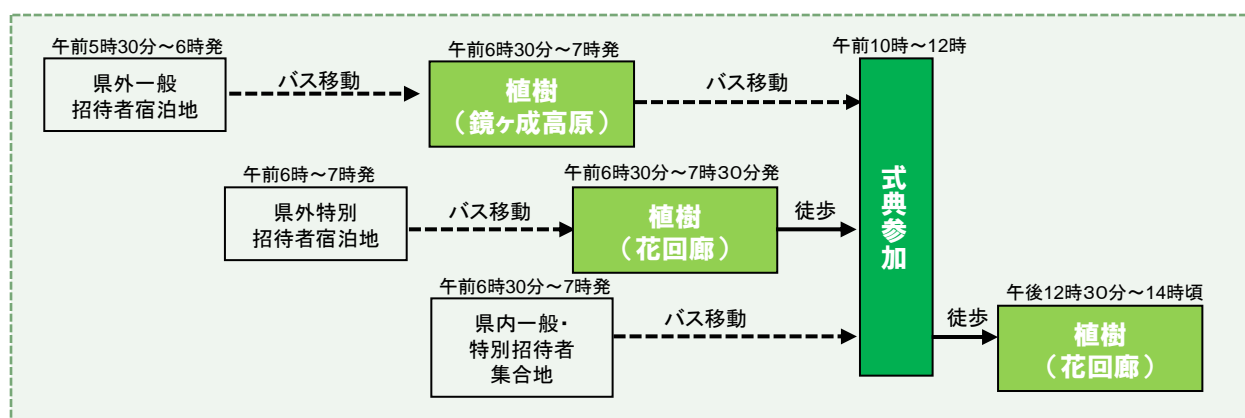 午前5時30分～6時発
県外一般
招待者宿泊地
バス移動
午前6時30分～7時発
植樹
（鏡ヶ成高原）
バス移動
午前10時～12時
式典参加
午前6時～7時発
県外特別
招待者宿泊地
バス移動
午前6時30分～7時30分発
植樹
（花回廊）
徒歩
午前6時30分～7時発
県内一般・
特別招待者
集合地
バス移動
徒歩
午後12時30分～14時頃
植樹
（花回廊）